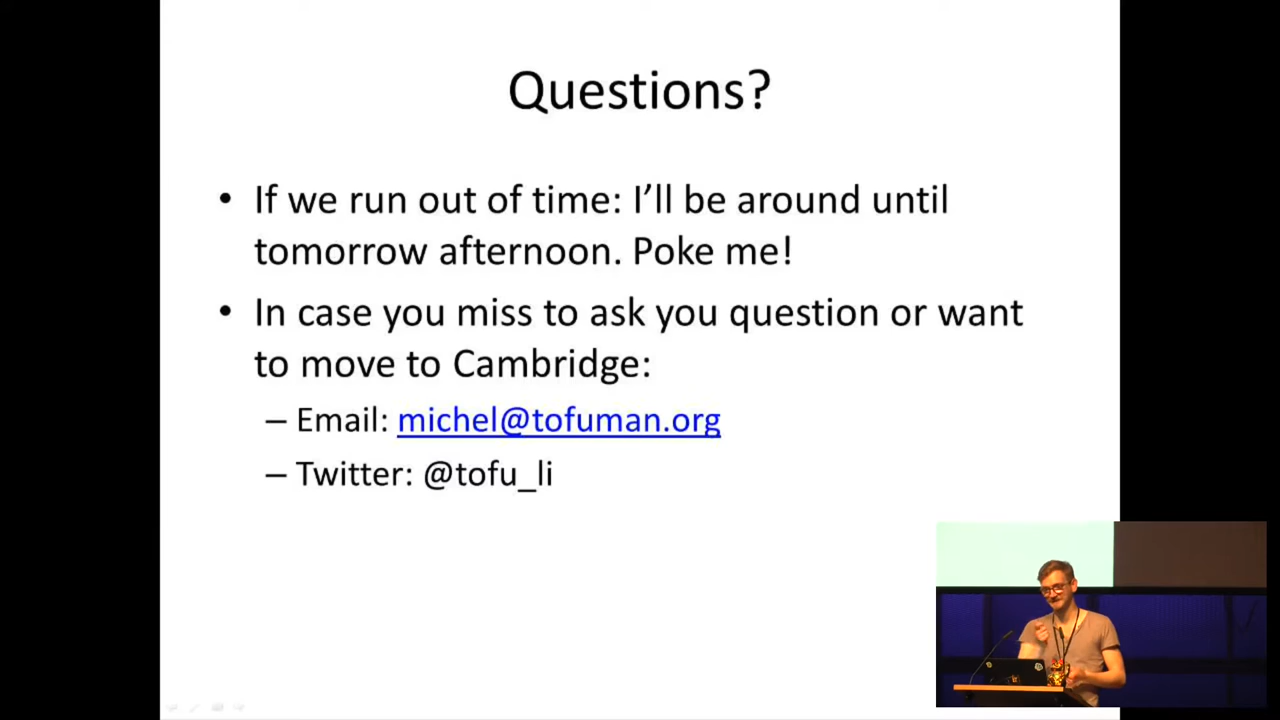 Questions?
• If we run out of time: I’ll be around until
tomorrow afternoon. Poke me!
• In case you miss to ask you question or want
to move to Cambridge:
– Email: michel@tofuman.org
– Twitter: @tofu_li